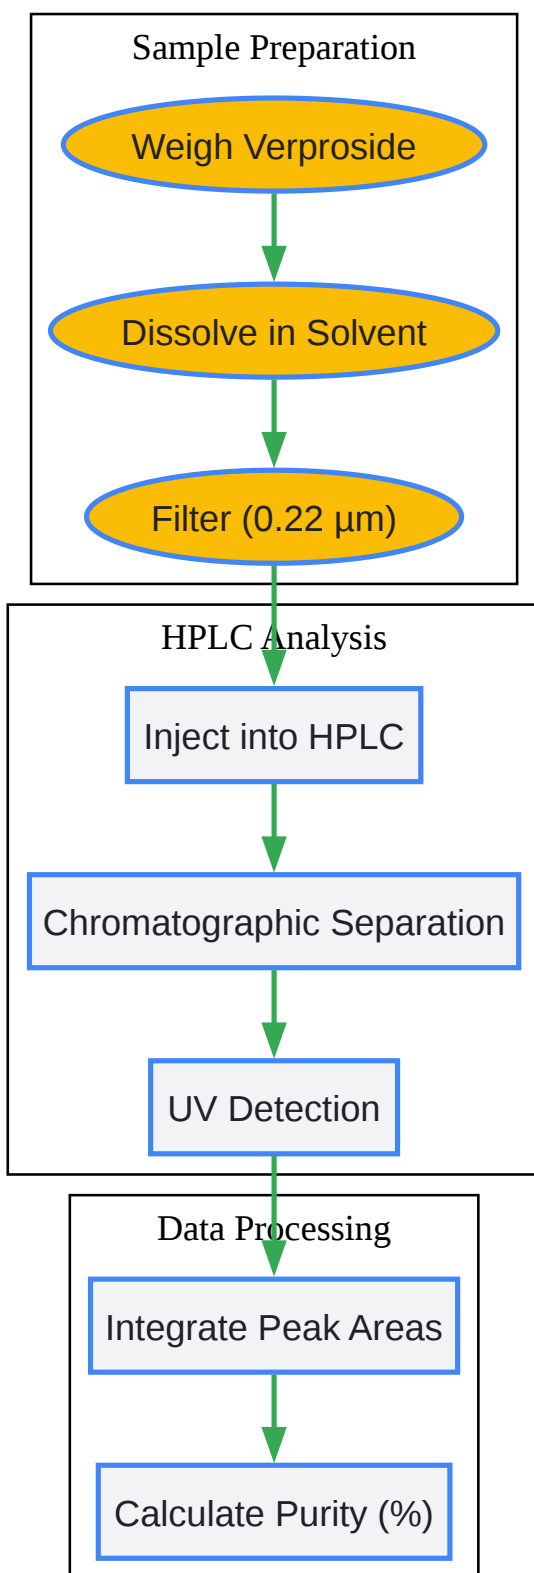 Sample Preparation
Weigh Verproside
Dissolve in Solvent
Filter (0.22 µm)
HPLC Analysis
Inject into HPLC
Chromatographic Separation
UV Detection
Data Processing
Integrate Peak Areas
Calculate Purity (%)